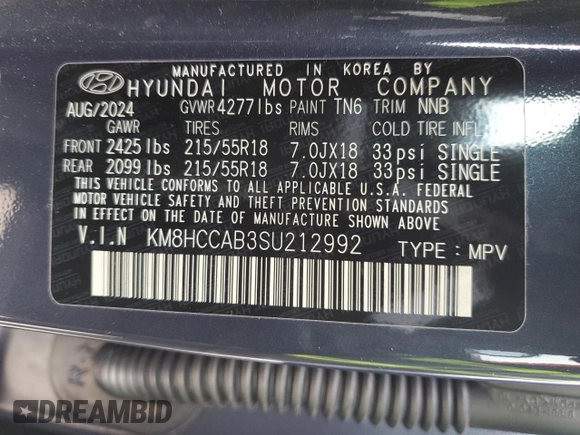 MANUFACTURED IN KOREA BY
HYUNDAI MOTOR COMPANY
AUG/2024 GVWR 4277 lbs PAINT TN6 TRIM NNB
GAWR TIRES RIMS COLD TIRE INFL
FRONT 2425 lbs 215/55R18 7.0JX18 33psi SINGLE
REAR 2099 lbs 215/55R18 7.0JX18 33psi SINGLE
THIS VEHICLE CONFORMS TO ALL APPLICABLE U.S.A. FEDERAL
MOTOR VEHICLE SAFETY AND THEFT PREVENTION STANDARDS
IN EFFECT ON THE DATE OF MANUFACTURE SHOWN ABOVE
V.I.N KM8HCCAB3SU212992 TYPE: MPV
DREAMBID